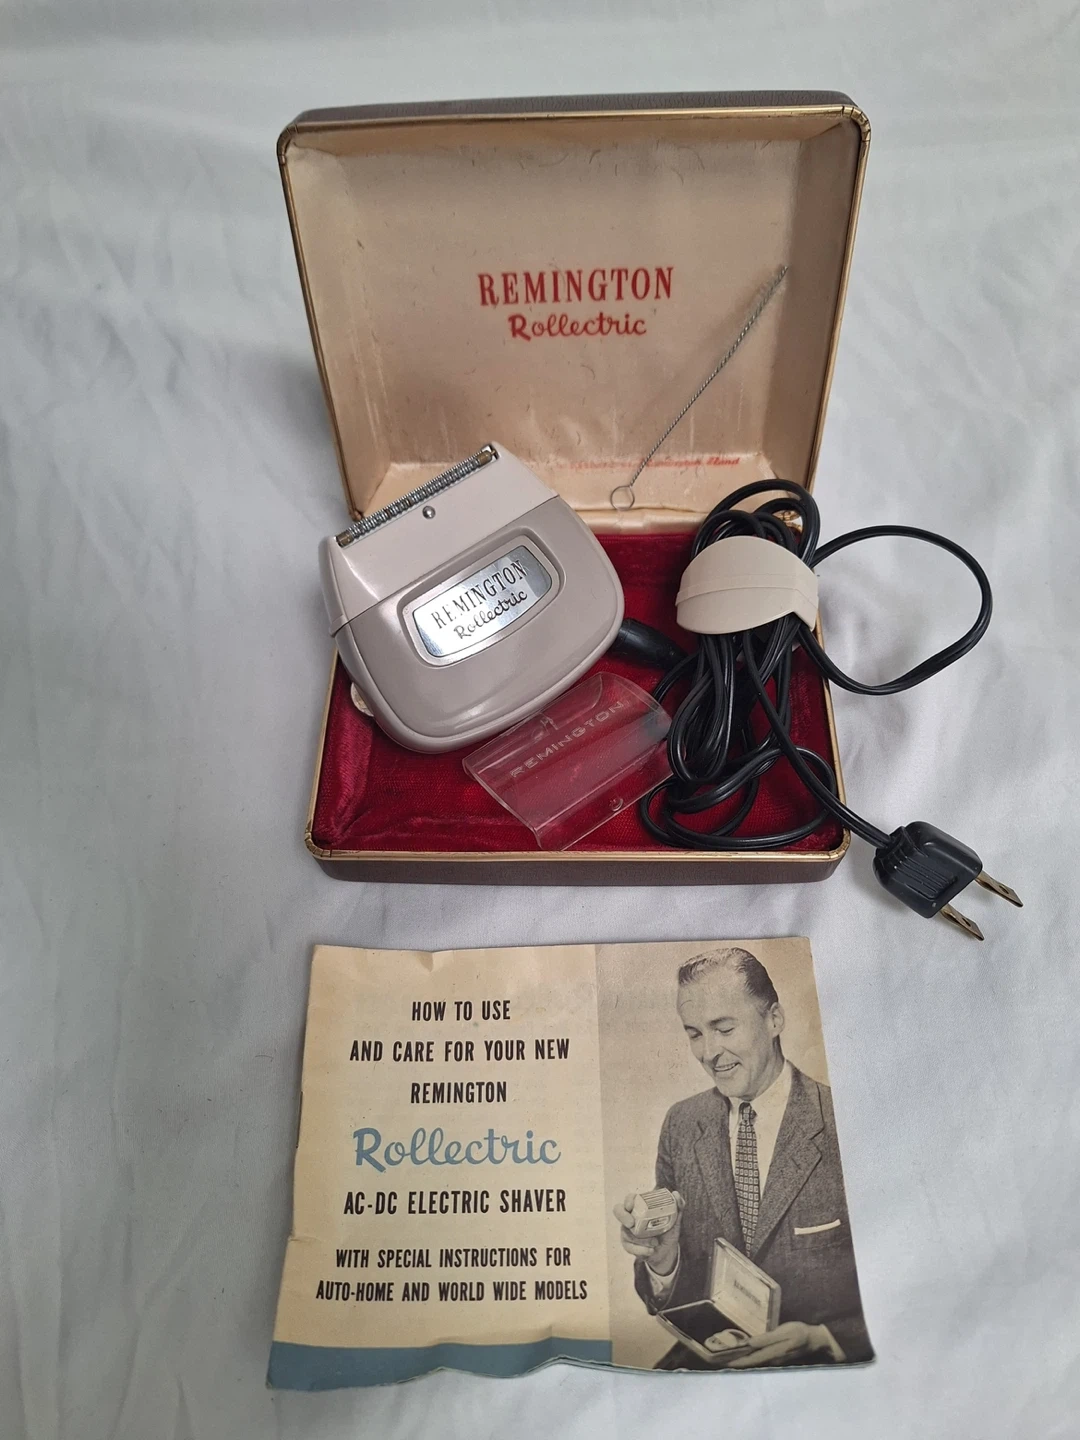 REMINGTON
Rollectric
Stand
REMINGTON
Rollectric
REMINGTON
HOW TO USE
AND CARE FOR YOUR NEW
REMINGTON
Rollectric
AC-DC ELECTRIC SHAVER
WITH SPECIAL INSTRUCTIONS FOR
AUTO-HOME AND WORLD WIDE MODELS